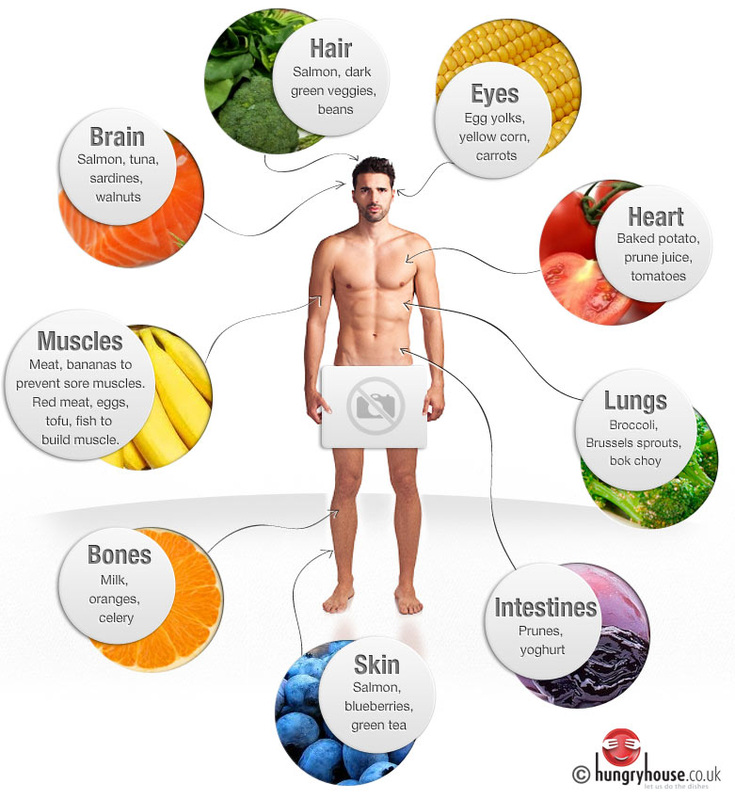 Hair
Salmon, dark
green veggies,
beans
Eyes
Egg yolks,
yellow corn,
carrots
Brain
Salmon, tuna,
sardines,
walnuts
Heart
Baked potato,
prune juice,
tomatoes
Muscles
Meat, bananas to
prevent sore muscles.
Red meat, eggs,
tofu, fish to
build muscle.
Lungs
Broccoli,
Brussels sprouts,
bok choy
Bones
Milk,
oranges,
celery
Intestines
Prunes,
yoghurt
Skin
Salmon,
blueberries,
green tea
© hungryhouse.co.uk
let us do the dishes